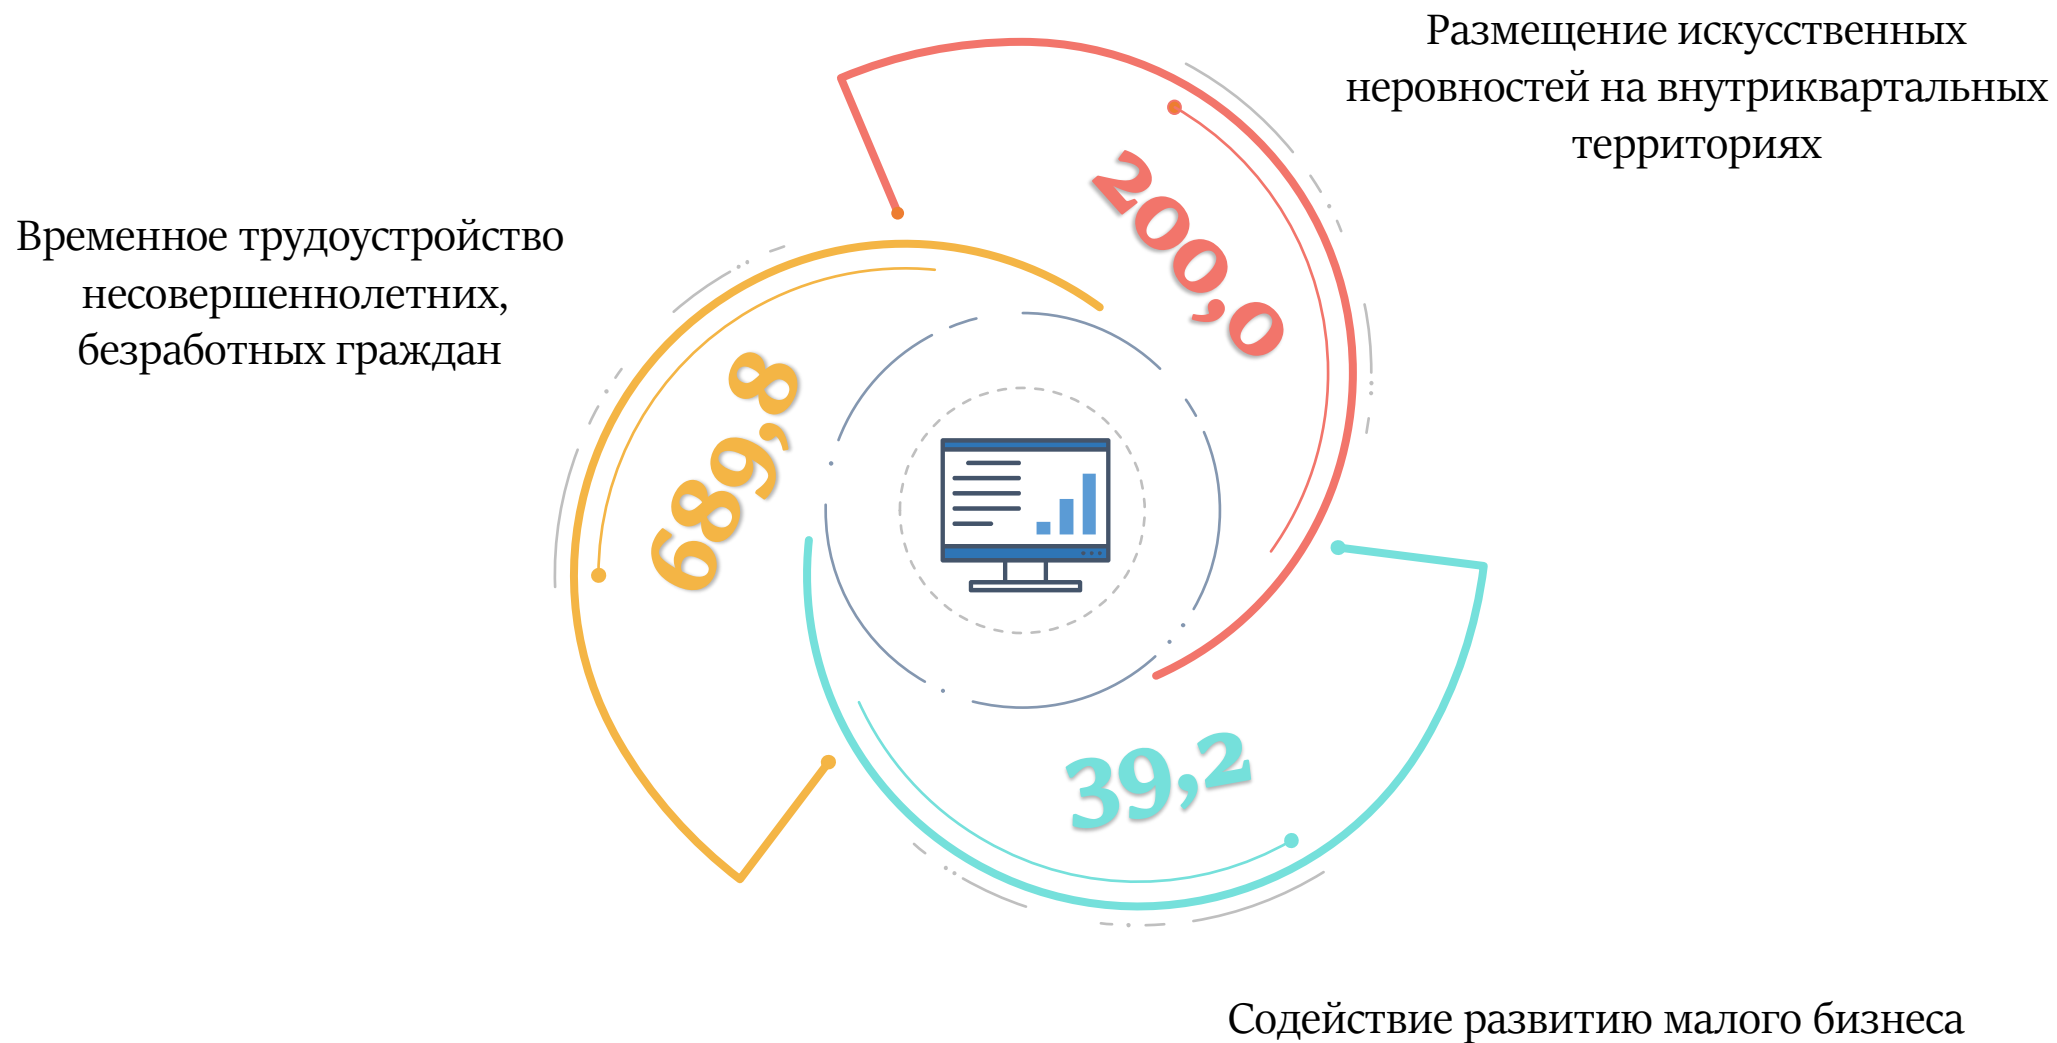 Размещение искусственных
неровностей на внутриквартальных
территориях
200,0
Временное трудоустройство
несовершеннолетних,
безработных граждан
689,8
39,2
Содействие развитию малого бизнеса